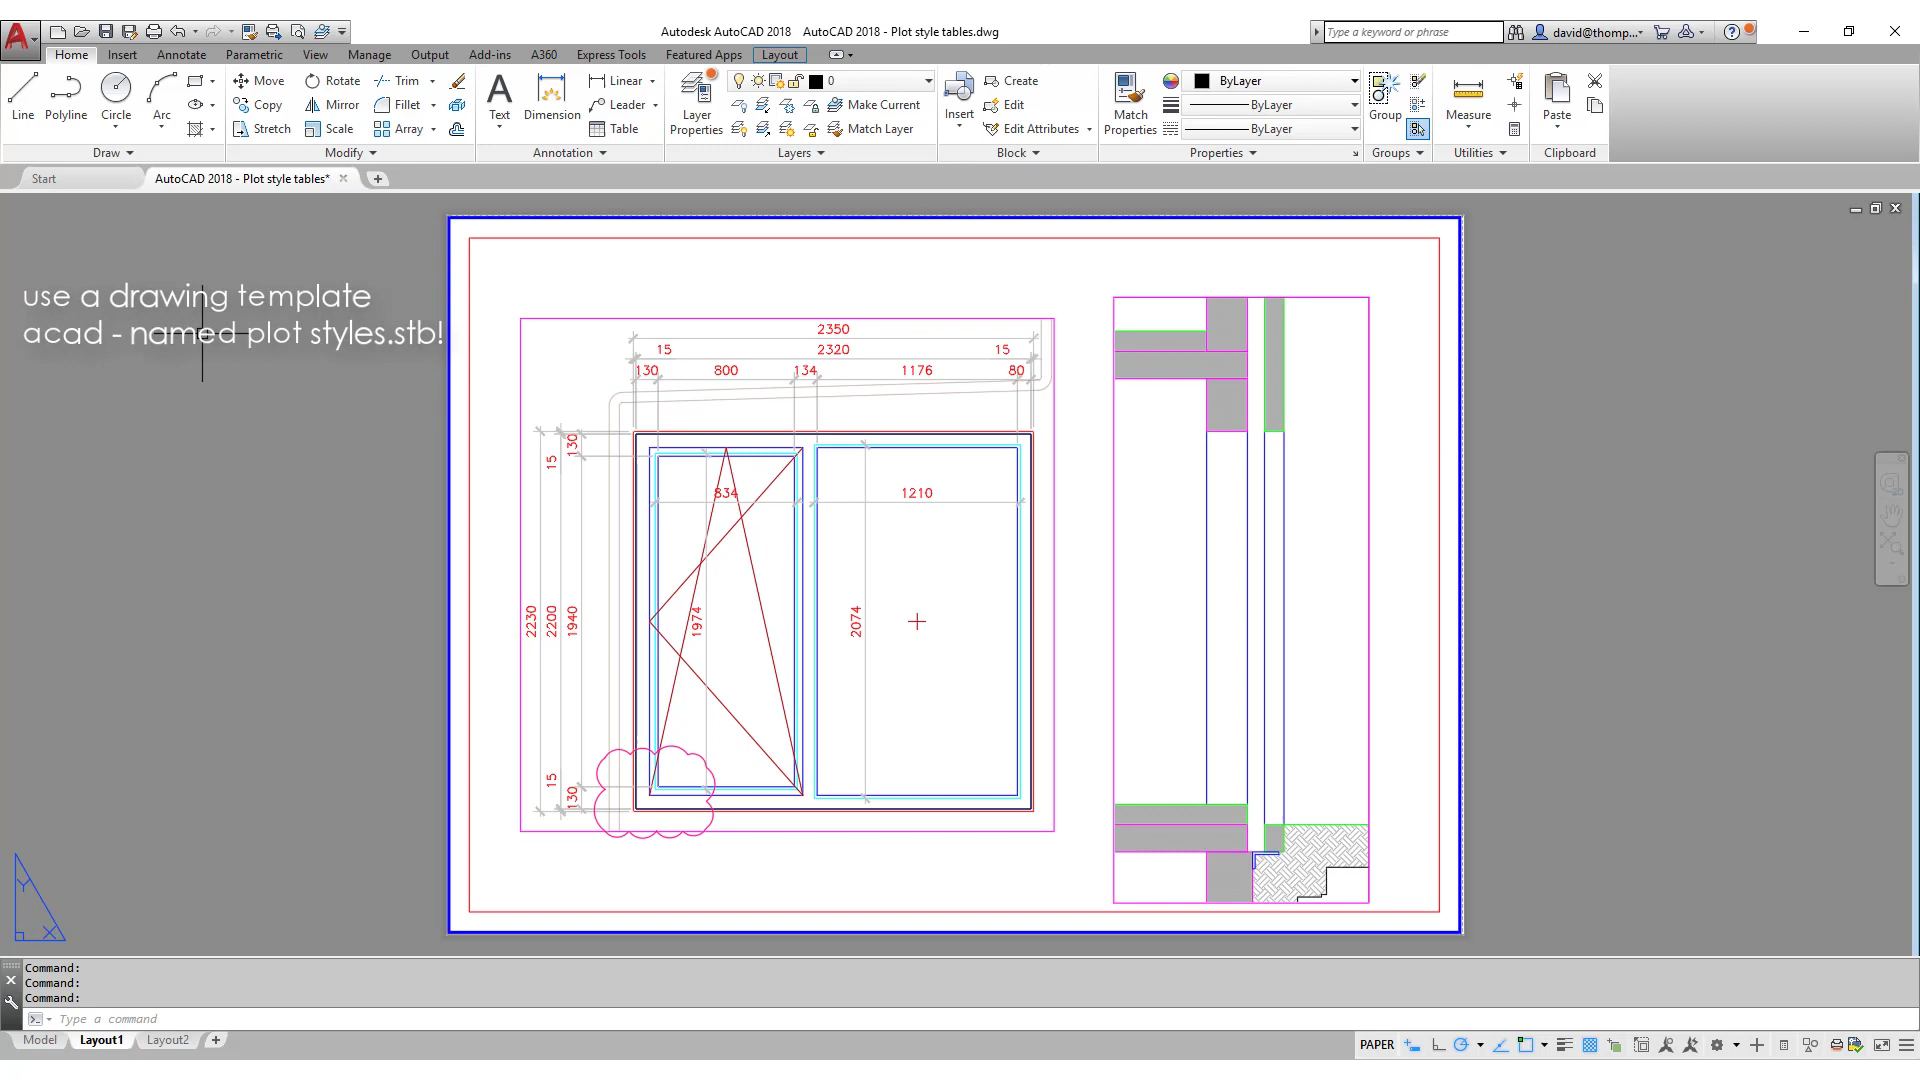 Autodesk AutoCAD 2018 AutoCAD 2018 - Plot style tables.dwg
Type a keyword or phrase
david@thomp...
Home Insert Annotate Parametric View Manage Output Add-ins A360 Express Tools Featured Apps Layout
Line Polyline Circle Arc
Move Rotate Trim
Copy Mirror Fillet
Stretch Scale Array
Text Dimension
Linear
Leader
Table
Layer Properties
0
Make Current
Match Layer
Insert
Create
Edit
Edit Attributes
Match Properties
ByLayer
ByLayer
ByLayer
Group
Measure
Paste
Draw Modify Annotation Layers Block Properties Groups Utilities Clipboard
Start AutoCAD 2018 - Plot style tables*
use a drawing template
acad - named plot styles.stb!
2350
15 2320 15
130 800 134 1176 80
130
15
834 1210
2230 2200 1940 1974 2074
15
130
Y
X
Command:
Command:
Command:
Type a command
Model Layout1 Layout2
PAPER